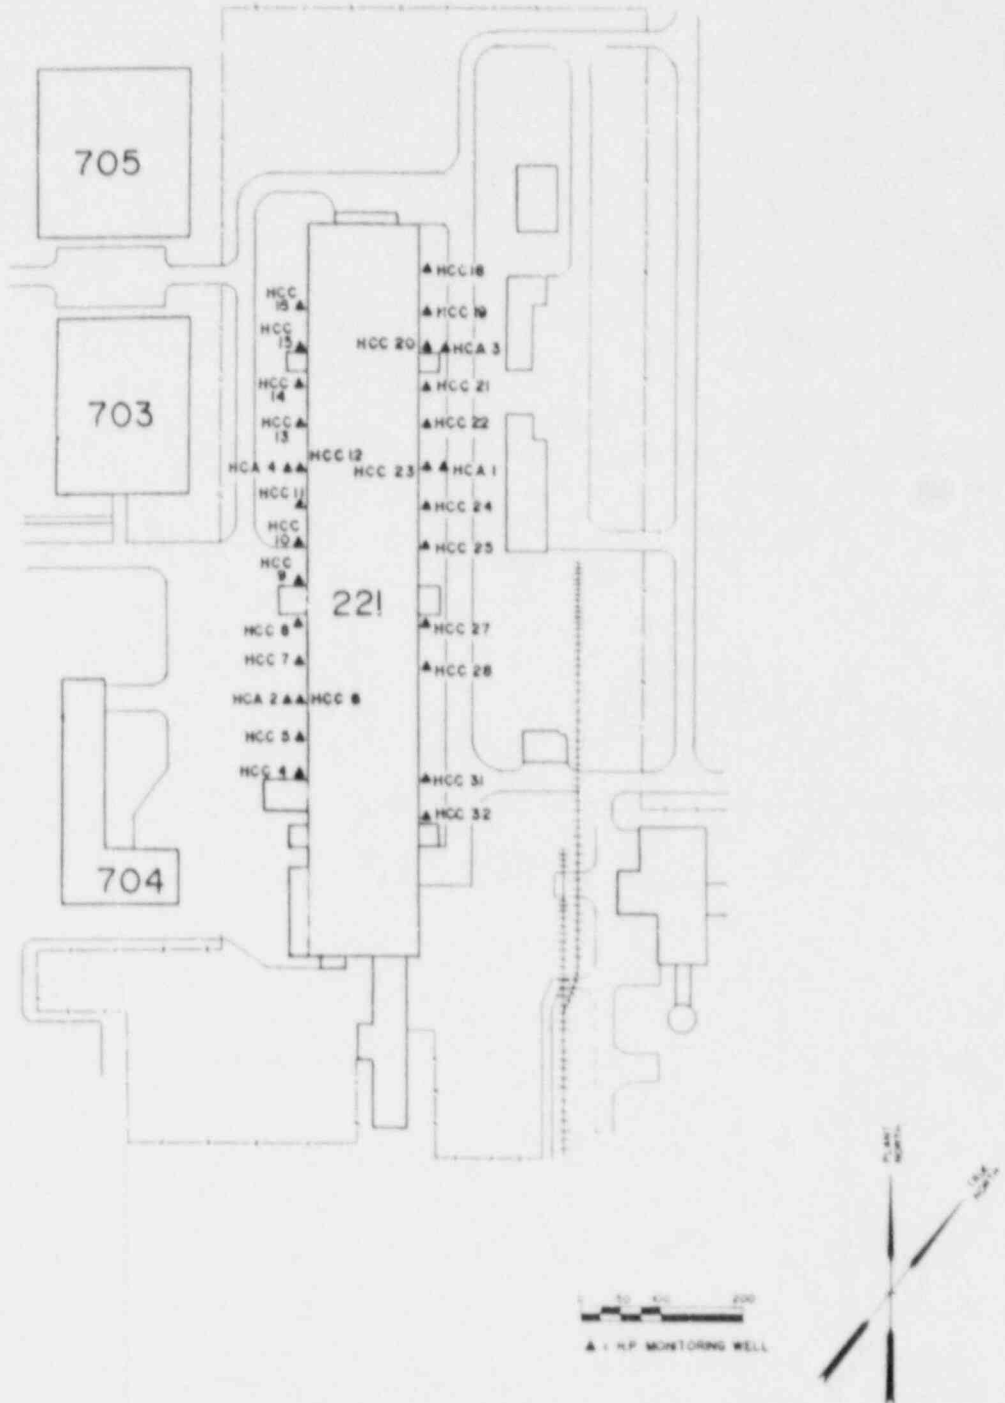 705
HCC 18
HCC
15
HCC 19
HCC
15
HCC 20
HCA 3
HCC
14
HCC 21
703
HCC
13
HCC 22
HCC 12
HCA 4
HCC 23
HCA 1
HCC 11
HCC 24
HCC
10
HCC 25
HCC
9
221
HCC 8
HCC 27
HCC 7
HCC 28
HCA 2
HCC 6
HCC 5
HCC 4
HCC 31
HCC 32
704
PLANT
NORTH
TRUE
NORTH
0 50 100 200
▲ : H.P. MONITORING WELL